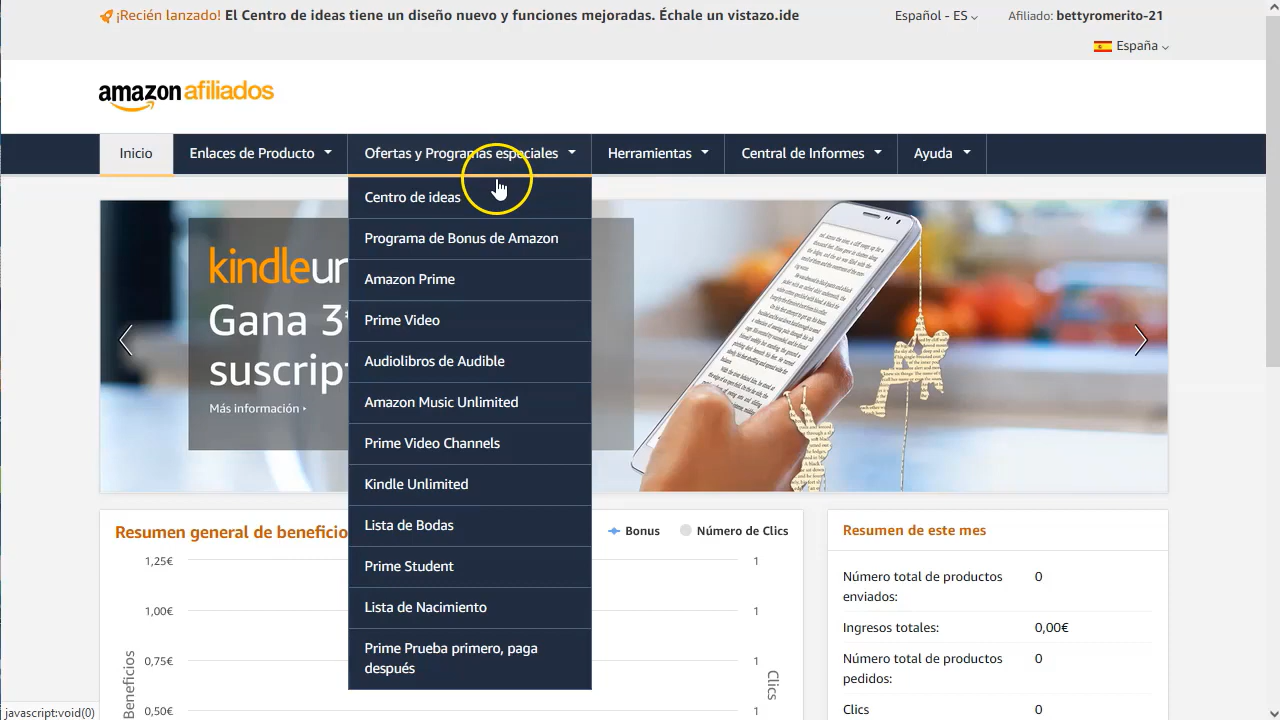 ¡Recién lanzado! El Centro de ideas tiene un diseño nuevo y funciones mejoradas. Échale un vistazo.ide
Español - ES
Afiliado: bettyromerito-21
España
amazon afiliados
Inicio
Enlaces de Producto
Ofertas y Programas especiales
Herramientas
Central de Informes
Ayuda
Centro de ideas
Programa de Bonus de Amazon
Amazon Prime
Prime Video
Audiolibros de Audible
Amazon Music Unlimited
Prime Video Channels
Kindle Unlimited
Lista de Bodas
Prime Student
Lista de Nacimiento
Prime Prueba primero, paga
después
kindleun
Gana 3
suscrip
Más información
Resumen general de beneficio
Bonus
Número de Clics
1,25€
1,00€
0,75€
0,50€
Beneficios
1
1
1
1
Clics
Resumen de este mes
Número total de productos
enviados:
0
Ingresos totales:
0,00€
Número total de productos
pedidos:
0
Clics
0
javascript:void(0)